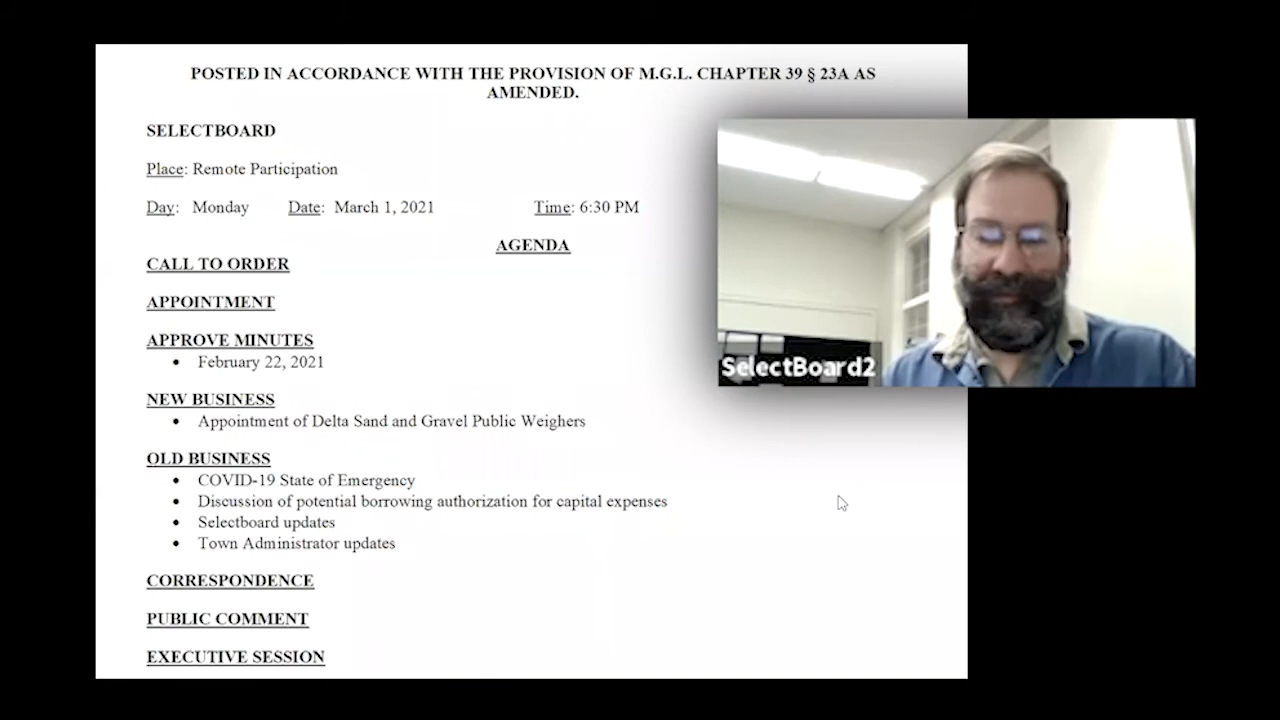 POSTED IN ACCORDANCE WITH THE PROVISION OF M.G.L. CHAPTER 39 § 23A AS
AMENDED.
SELECTBOARD
Place: Remote Participation
Day: Monday Date: March 1, 2021 Time: 6:30 PM
AGENDA
CALL TO ORDER
APPOINTMENT
APPROVE MINUTES
• February 22, 2021
NEW BUSINESS
• Appointment of Delta Sand and Gravel Public Weighers
OLD BUSINESS
• COVID-19 State of Emergency
• Discussion of potential borrowing authorization for capital expenses
• Selectboard updates
• Town Administrator updates
CORRESPONDENCE
PUBLIC COMMENT
EXECUTIVE SESSION
SelectBoard2